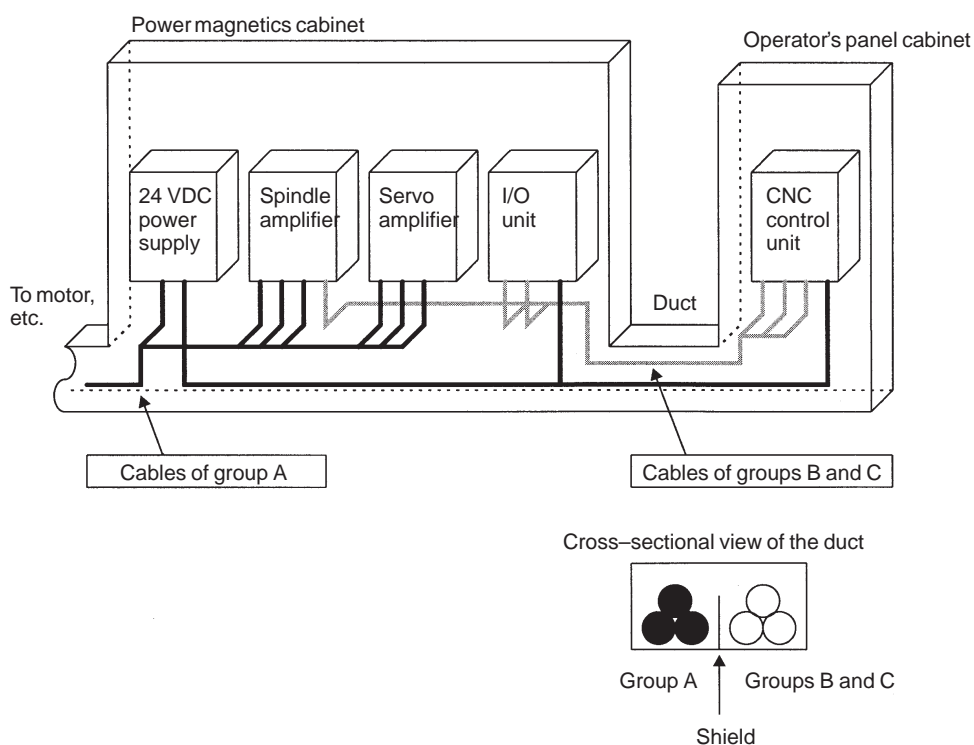 Power magnetics cabinet
Operator's panel cabinet
24 VDC
power
supply
Spindle
amplifier
Servo
amplifier
I/O
unit
CNC
control
unit
To motor,
etc.
Duct
Cables of group A
Cables of groups B and C
Cross–sectional view of the duct
Group A
Groups B and C
Shield